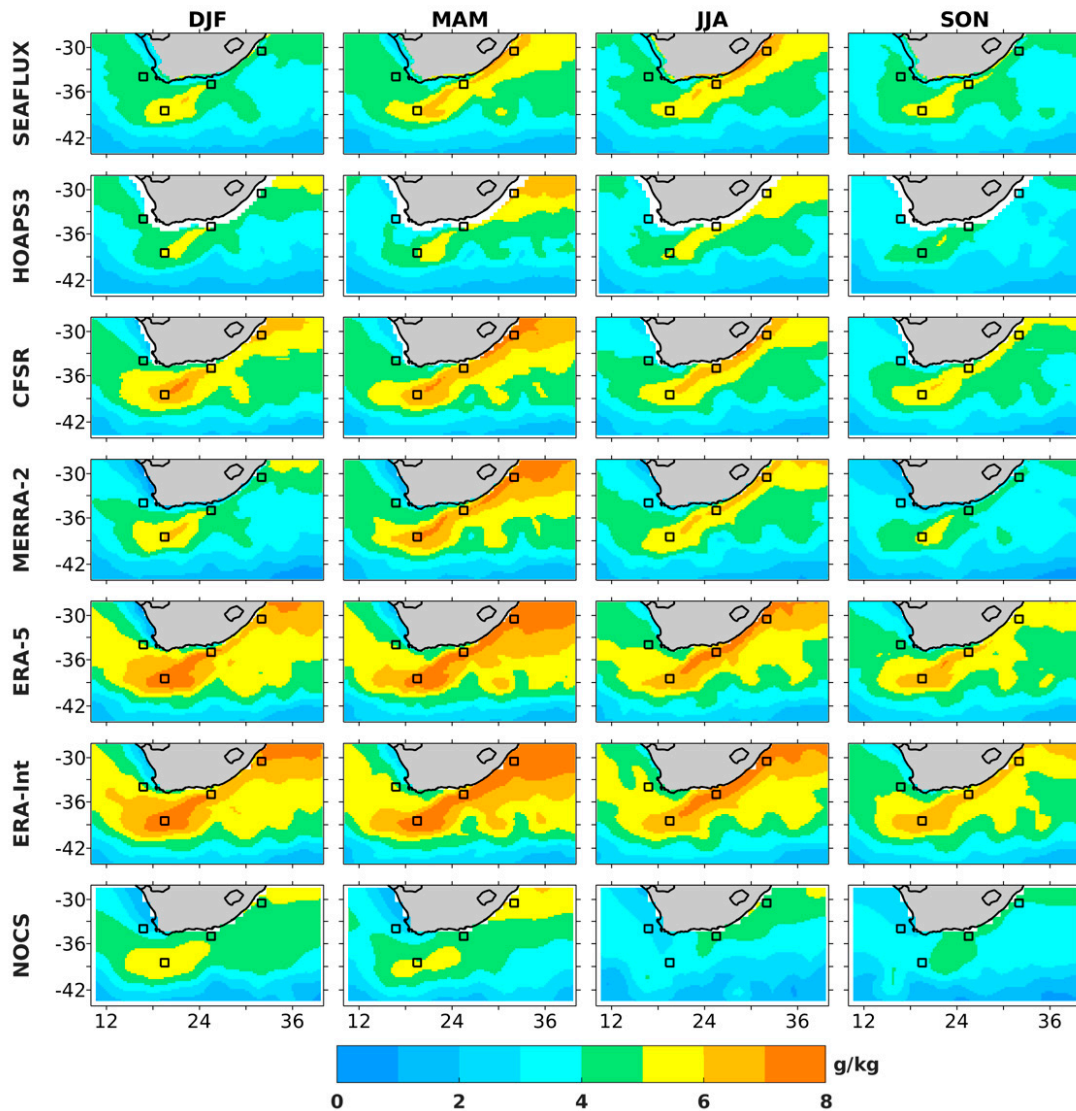 DJF MAM JJA SON
SEAFLUX
-30
-36
-42
HOAPS3
-30
-36
-42
CFSR
-30
-36
-42
MERRA-2
-30
-36
-42
ERA-5
-30
-36
-42
ERA-Int
-30
-36
-42
NOCS
-30
-36
-42
12 24 36 12 24 36 12 24 36 12 24 36
g/kg
0 2 4 6 8